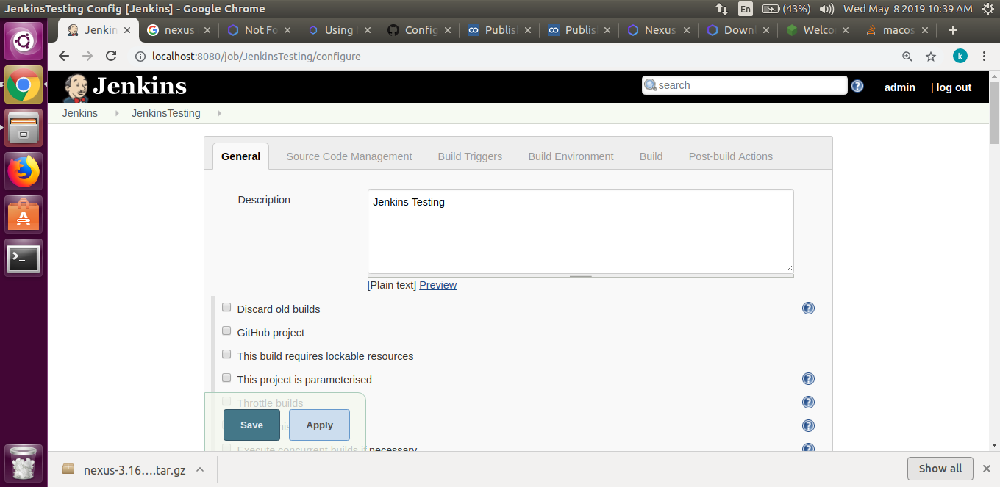 JenkinsTesting Config [Jenkins] - Google Chrome
En (43%) Wed May 8 2019 10:39 AM
Jenkin nexus Not Fo Using Config Publis Publis Nexus Down Welco macos
localhost:8080/job/JenkinsTesting/configure
k
Jenkins
search
admin | log out
Jenkins JenkinsTesting
General Source Code Management Build Triggers Build Environment Build Post-build Actions
Description
Jenkins Testing
[Plain text] Preview
Discard old builds
GitHub project
This build requires lockable resources
This project is parameterised
Throttle builds
Save Apply
Execute concurrent builds if necessary
nexus-3.16....tar.gz
Show all